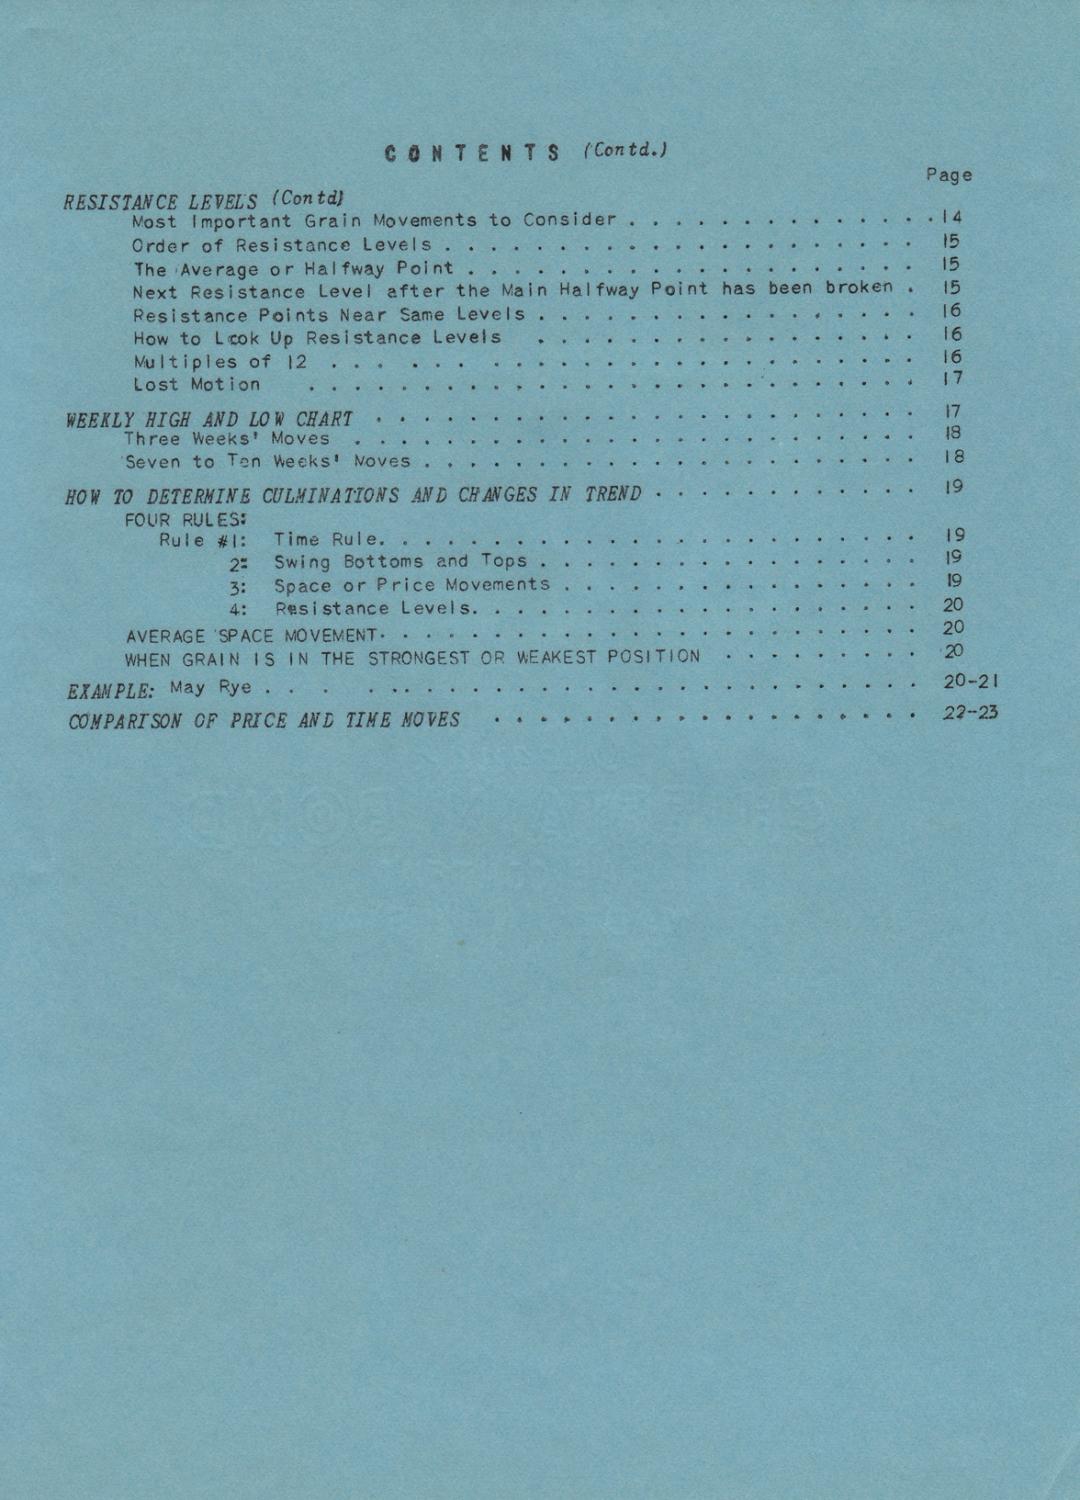 CONTENTS (Contd.)
Page
RESISTANCE LEVELS (Contd)
Most Important Grain Movements to Consider . . . . . . . . . . . . . . 14
Order of Resistance Levels . . . . . . . . . . . . . . . . . . . . . 15
The Average or Halfway Point . . . . . . . . . . . . . . . . . . . . 15
Next Resistance Level after the Main Halfway Point has been broken . 15
Resistance Points Near Same Levels . . . . . . . . . . . . . . . . . 16
How to Look Up Resistance Levels . . . . . . . . . . . . . . . . . 16
Multiples of 12 . . . . . . . . . . . . . . . . . . . . . . . . . 16
Lost Motion . . . . . . . . . . . . . . . . . . . . . . . . . . . 17
WEEKLY HIGH AND LOW CHART . . . . . . . . . . . . . . . . . . . . . . . . 17
Three Weeks' Moves . . . . . . . . . . . . . . . . . . . . . . . . . 18
Seven to Ten Weeks' Moves . . . . . . . . . . . . . . . . . . . . . . 18
HOW TO DETERMINE CULMINATIONS AND CHANGES IN TREND . . . . . . . . . . . . 19
FOUR RULES:
Rule #1: Time Rule. . . . . . . . . . . . . . . . . . . . . . . . . 19
2: Swing Bottoms and Tops . . . . . . . . . . . . . . . . . 19
3: Space or Price Movements . . . . . . . . . . . . . . . . 19
4: Resistance Levels. . . . . . . . . . . . . . . . . . . . 20
AVERAGE SPACE MOVEMENT. . . . . . . . . . . . . . . . . . . . . . . . 20
WHEN GRAIN IS IN THE STRONGEST OR WEAKEST POSITION . . . . . . . . . 20
EXAMPLE: May Rye . . . . . . . . . . . . . . . . . . . . . . . . . . . . 20-21
COMPARISON OF PRICE AND TIME MOVES . . . . . . . . . . . . . . . . . . . 22-23